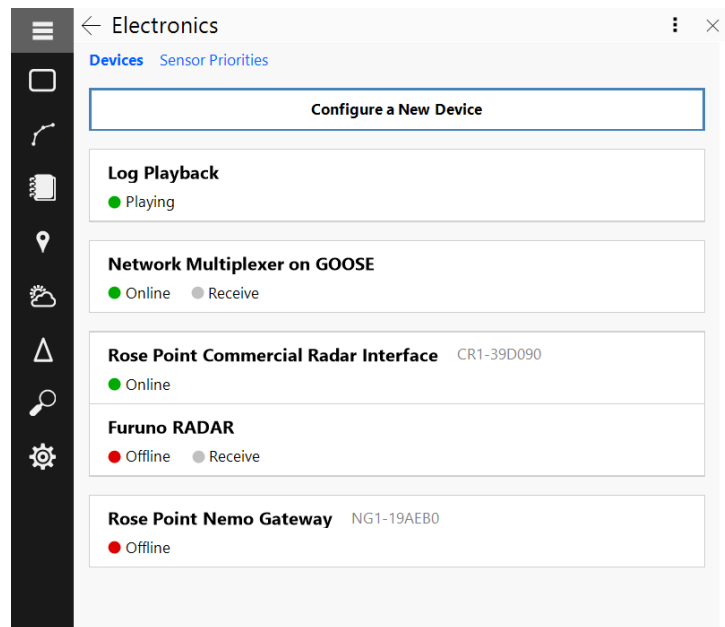 Electronics
Devices Sensor Priorities
Configure a New Device
Log Playback
Playing
Network Multiplexer on GOOSE
Online Receive
Rose Point Commercial Radar Interface CR1-39D090
Online
Furuno RADAR
Offline Receive
Rose Point Nemo Gateway NG1-19AEB0
Offline